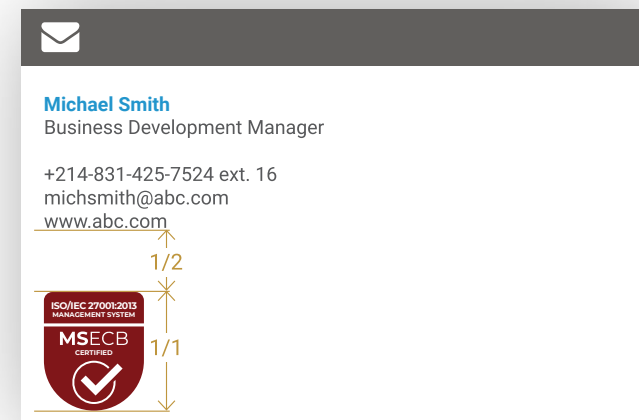 Michael Smith
Business Development Manager
+214-831-425-7524 ext. 16
michsmith@abc.com
www.abc.com
1/2
ISO/IEC 27001:2013
MANAGEMENT SYSTEM
MSECB
CERTIFIED
1/1